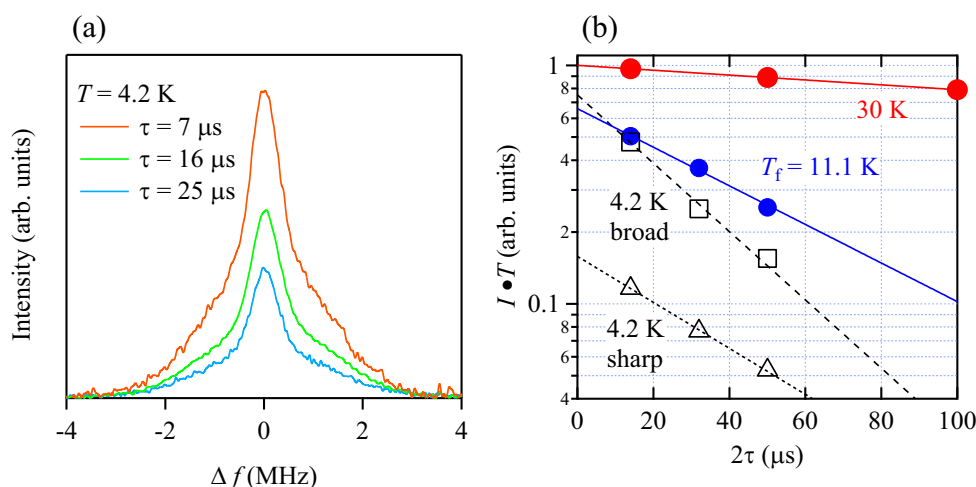 (a)
T = 4.2 K
τ = 7 μs
τ = 16 μs
τ = 25 μs
Intensity (arb. units)
-4
-2
0
2
4
Δ f (MHz)
(b)
I • T (arb. units)
1
8
6
4
2
0.1
8
6
4
30 K
Tf = 11.1 K
4.2 K
broad
4.2 K
sharp
0
20
40
60
80
100
2τ (μs)